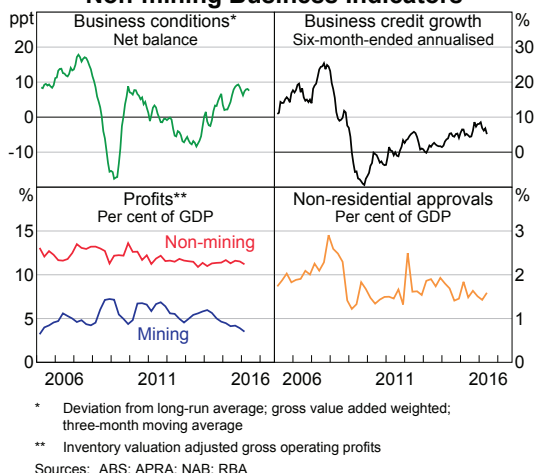 Non-mining Business Indicators
Business conditions*
Net balance
Business credit growth
Six-month-ended annualised
ppt
20
10
0
-10
%
30
20
10
0
Profits**
Per cent of GDP
Non-mining
Mining
Non-residential approvals
Per cent of GDP
%
15
10
5
0
%
3
2
1
0
2006
2011
2016
2006
2011
2016
* Deviation from long-run average; gross value added weighted;
three-month moving average
** Inventory valuation adjusted gross operating profits
Sources: ABS; APRA; NAB; RBA